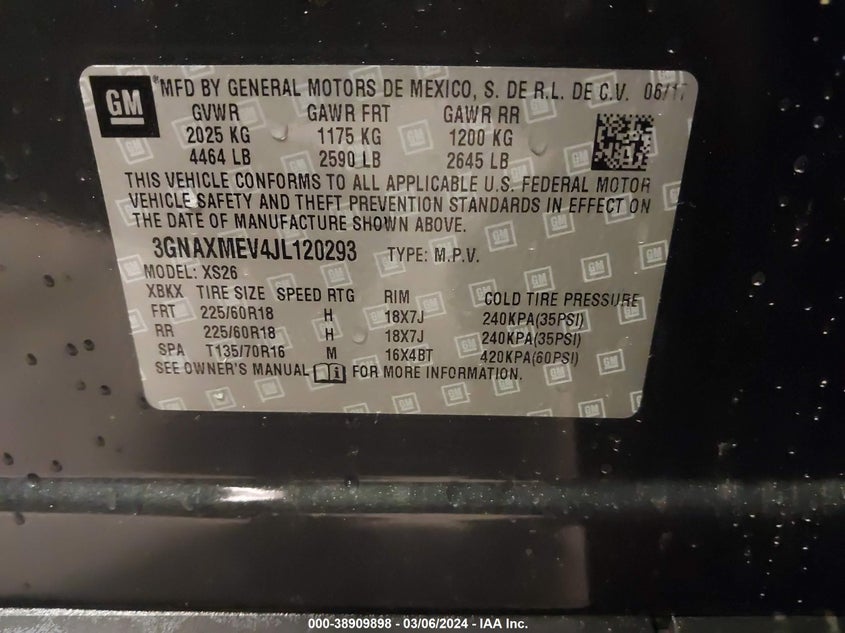 GM
®MFD BY GENERAL MOTORS DE MEXICO, S. DE R.L. DE C.V. 06/17
GVWR GAWR FRT GAWR RR
2025 KG 1175 KG 1200 KG
4464 LB 2590 LB 2645 LB
THIS VEHICLE CONFORMS TO ALL APPLICABLE U.S. FEDERAL MOTOR
VEHICLE SAFETY AND THEFT PREVENTION STANDARDS IN EFFECT ON
THE DATE OF MANUFACTURE SHOWN ABOVE.
3GNAXMEV4JL120293 TYPE: M.P.V.
MODEL: XS26
XBKX TIRE SIZE SPEED RTG RIM COLD TIRE PRESSURE
FRT 225/60R18 H 18X7J 240KPA(35PSI)
RR 225/60R18 H 18X7J 240KPA(35PSI)
SPA T135/70R16 M 16X4BT 420KPA(60PSI)
SEE OWNER'S MANUAL FOR MORE INFORMATION.
000-38909898 - 03/06/2024 - IAA Inc.